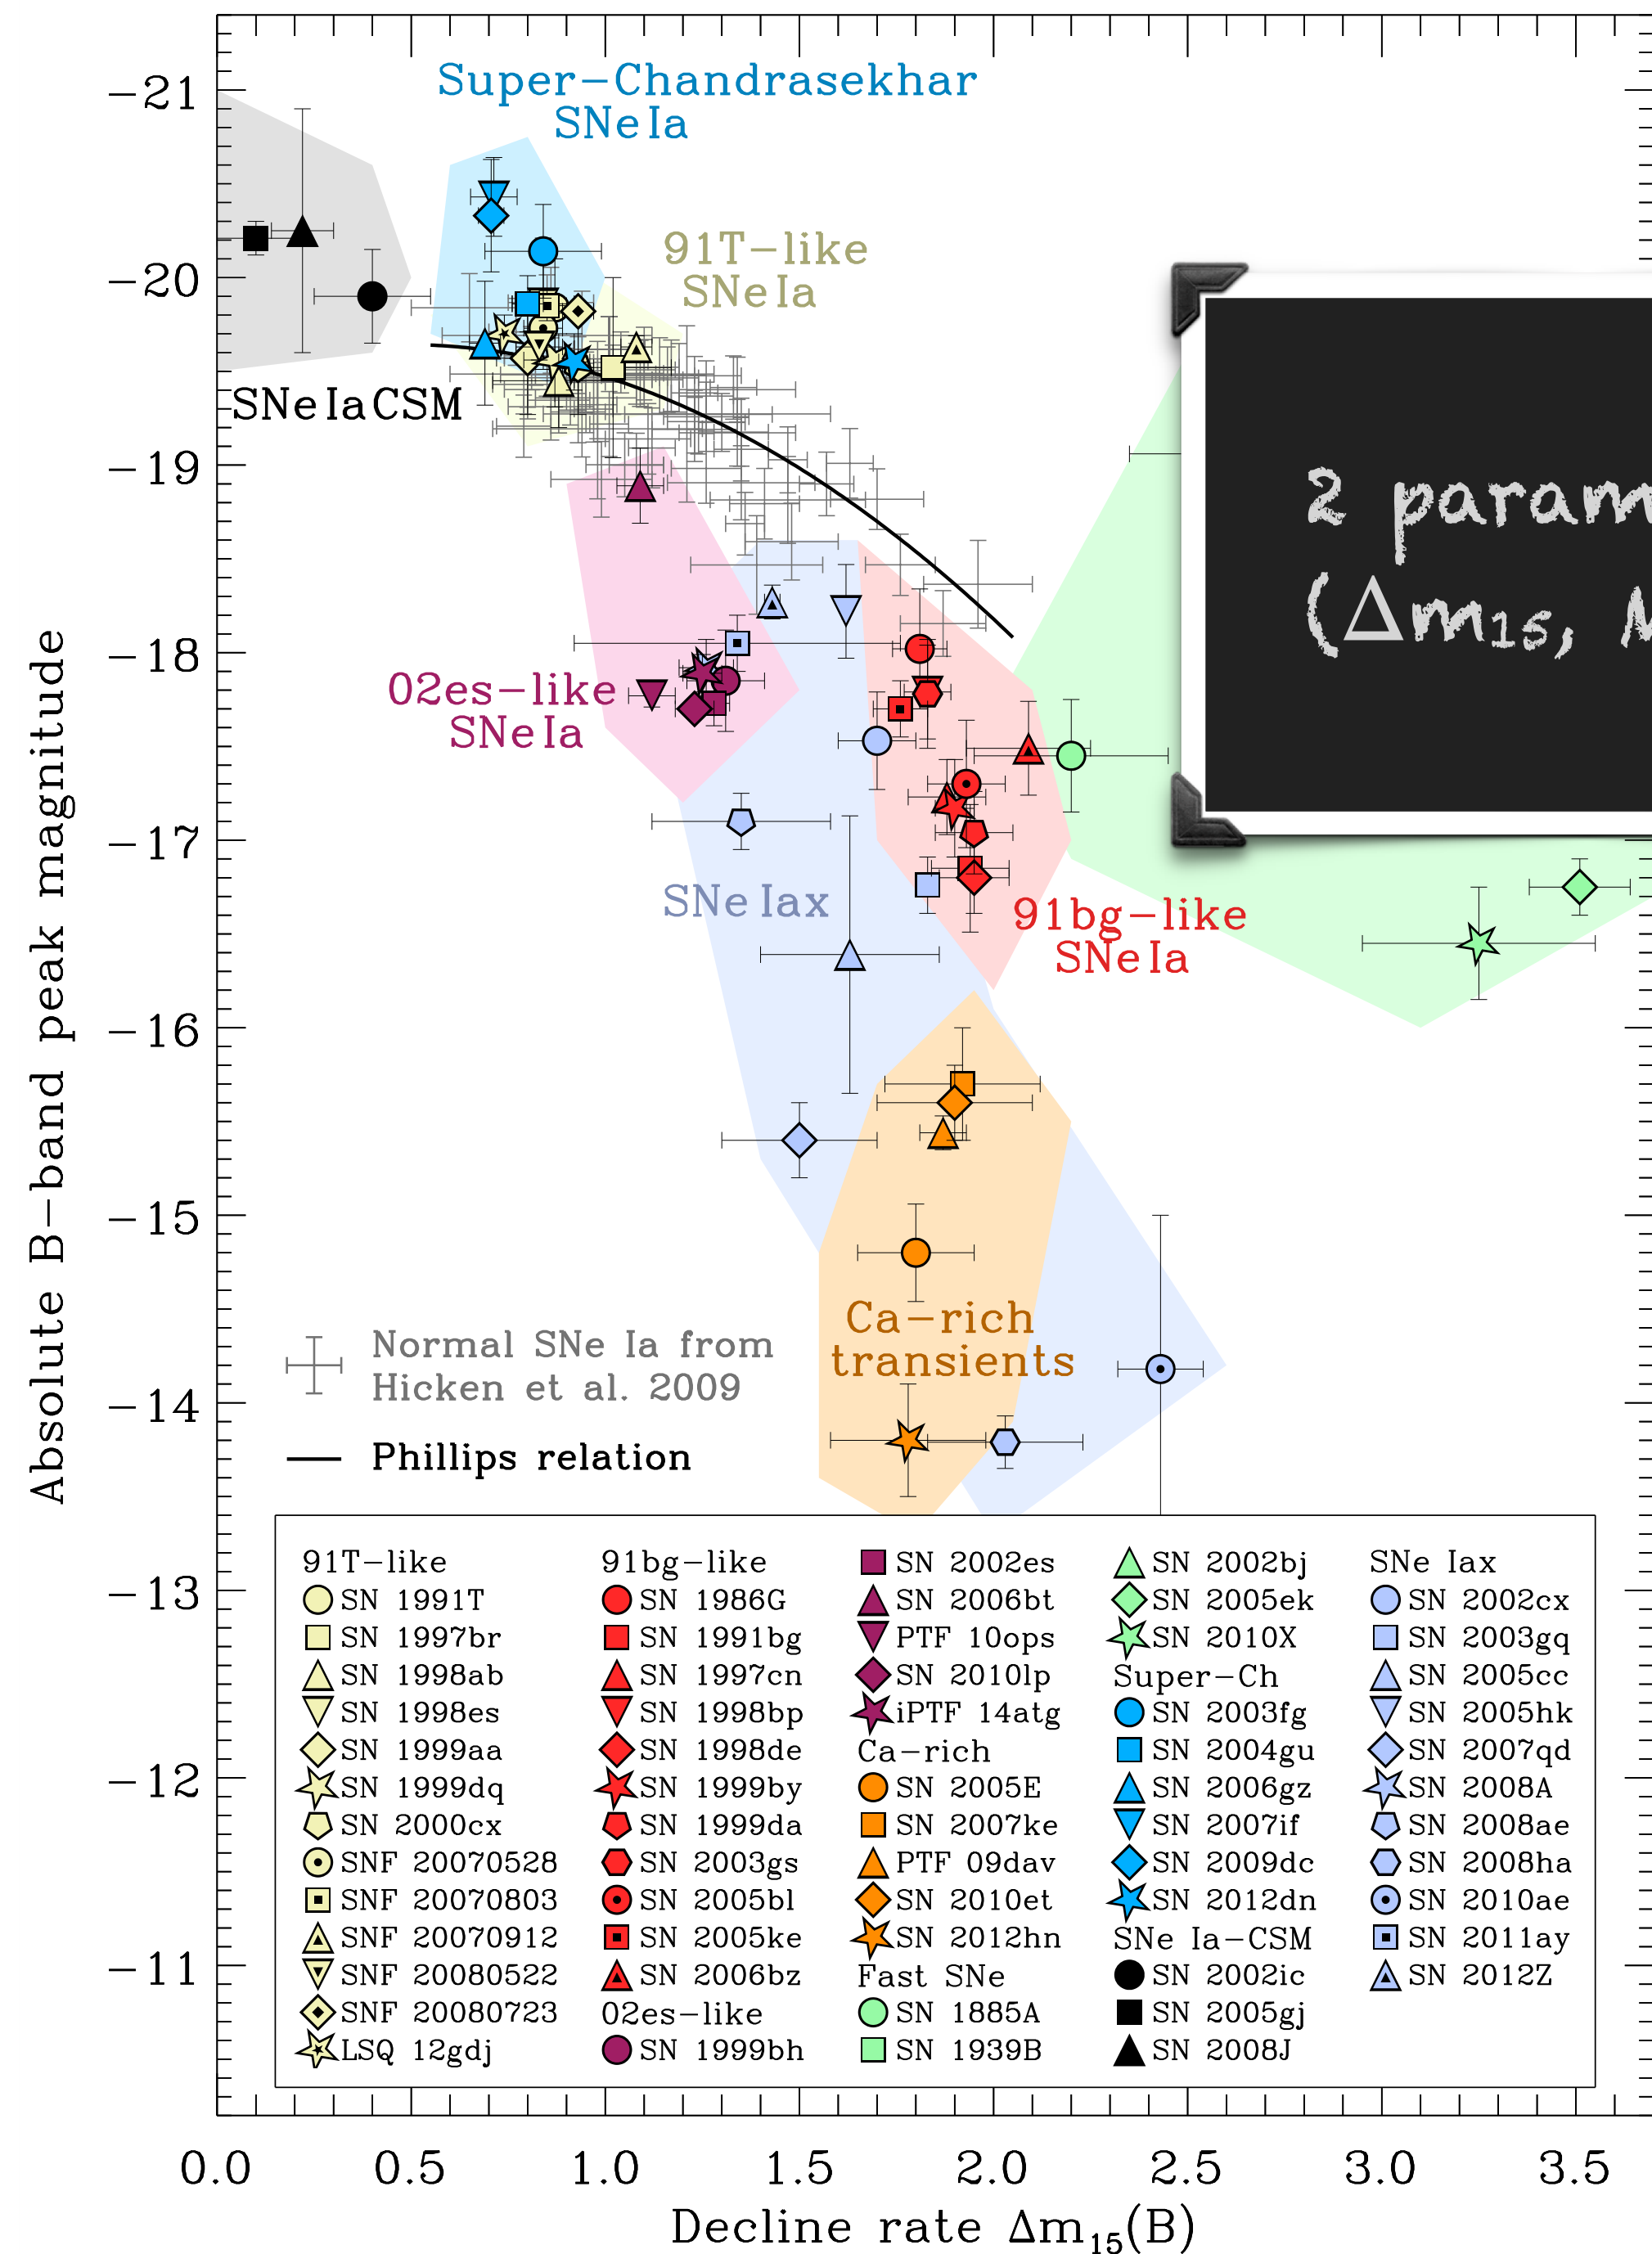 Super-Chandrasekhar
SNe Ia
91T-like
SNe Ia
SNe Ia CSM
2 param
(Δm15, M
02es-like
SNe Ia
SNe Iax
91bg-like
SNe Ia
Ca-rich
transients
Normal SNe Ia from
Hicken et al. 2009
Phillips relation
Absolute B-band peak magnitude
-21
-20
-19
-18
-17
-16
-15
-14
-13
-12
-11
91T-like
SN 1991T
SN 1997br
SN 1998ab
SN 1998es
SN 1999aa
SN 1999dq
SN 2000cx
SNF 20070528
SNF 20070803
SNF 20070912
SNF 20080522
SNF 20080723
LSQ 12gdj
91bg-like
SN 1986G
SN 1991bg
SN 1997cn
SN 1998bp
SN 1998de
SN 1999by
SN 1999da
SN 2003gs
SN 2005bl
SN 2005ke
SN 2006bz
02es-like
SN 1999bh
SN 2002es
SN 2006bt
PTF 10ops
SN 2010lp
iPTF 14atg
Ca-rich
SN 2005E
SN 2007ke
PTF 09dav
SN 2010et
SN 2012hn
Fast SNe
SN 1885A
SN 1939B
SN 2002bj
SN 2005ek
SN 2010X
Super-Ch
SN 2003fg
SN 2004gu
SN 2006gz
SN 2007if
SN 2009dc
SN 2012dn
SNe Ia-CSM
SN 2002ic
SN 2005gj
SN 2008J
SNe Iax
SN 2002cx
SN 2003gq
SN 2005cc
SN 2005hk
SN 2007qd
SN 2008A
SN 2008ae
SN 2008ha
SN 2010ae
SN 2011ay
SN 2012Z
0.0 0.5 1.0 1.5 2.0 2.5 3.0 3.5
Decline rate Δm15(B)